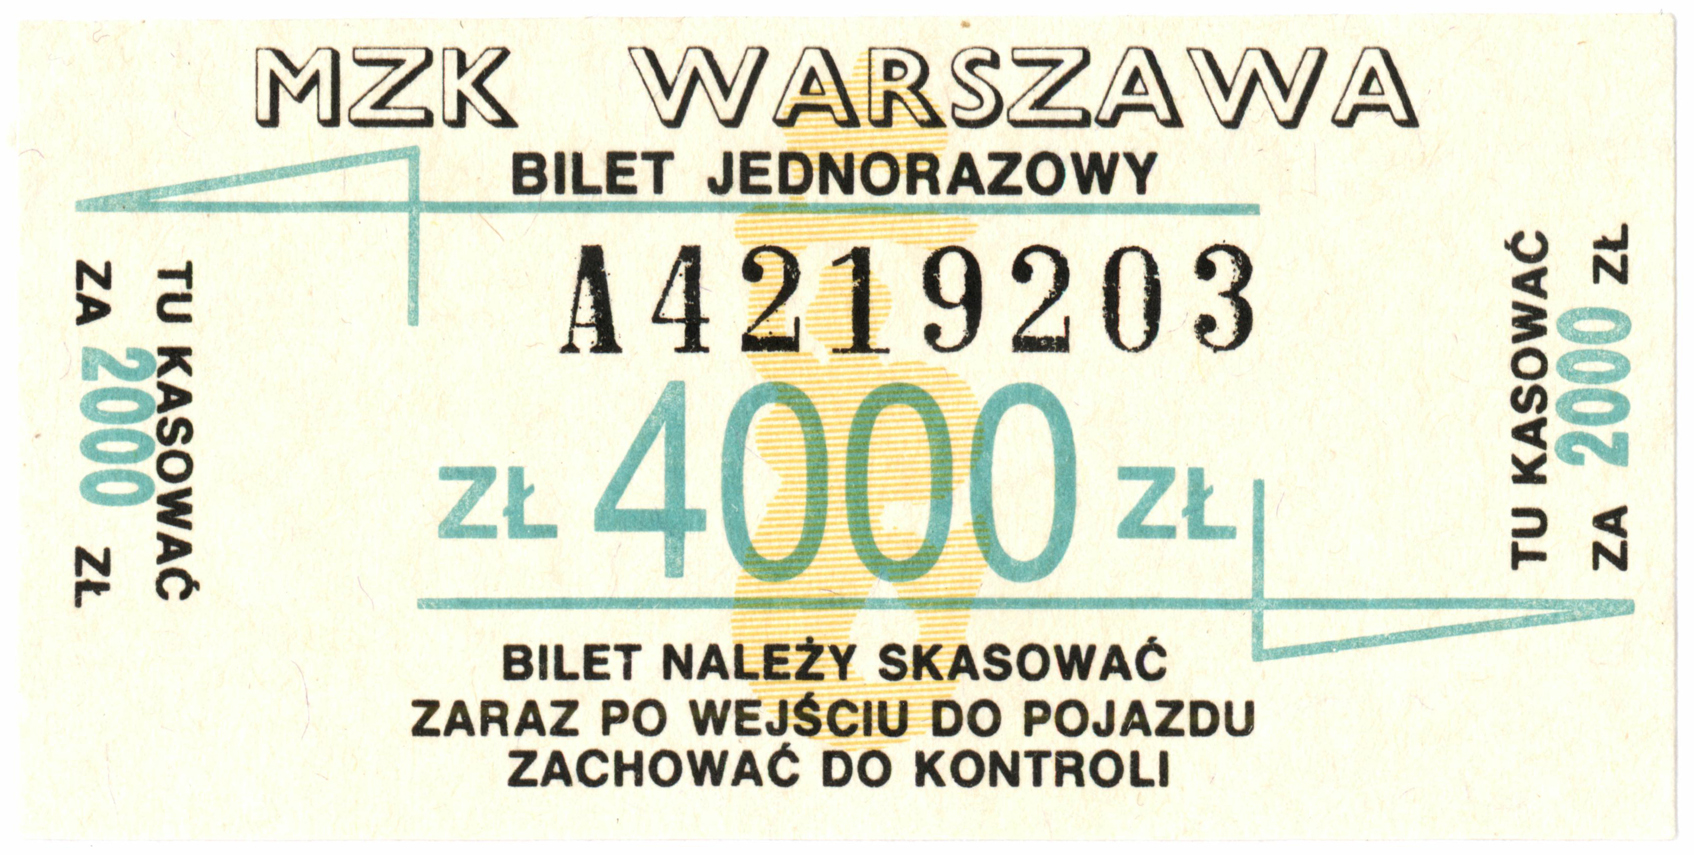 MZK WARSZAWA
BILET JEDNORAZOWY
A4219203
ZŁ 4000 ZŁ
TU KASOWAĆ
ZA 2000 ZŁ
TU KASOWAĆ
ZA 2000 ZŁ
BILET NALEŻY SKASOWAĆ
ZARAZ PO WEJŚCIU DO POJAZDU
ZACHOWAĆ DO KONTROLI